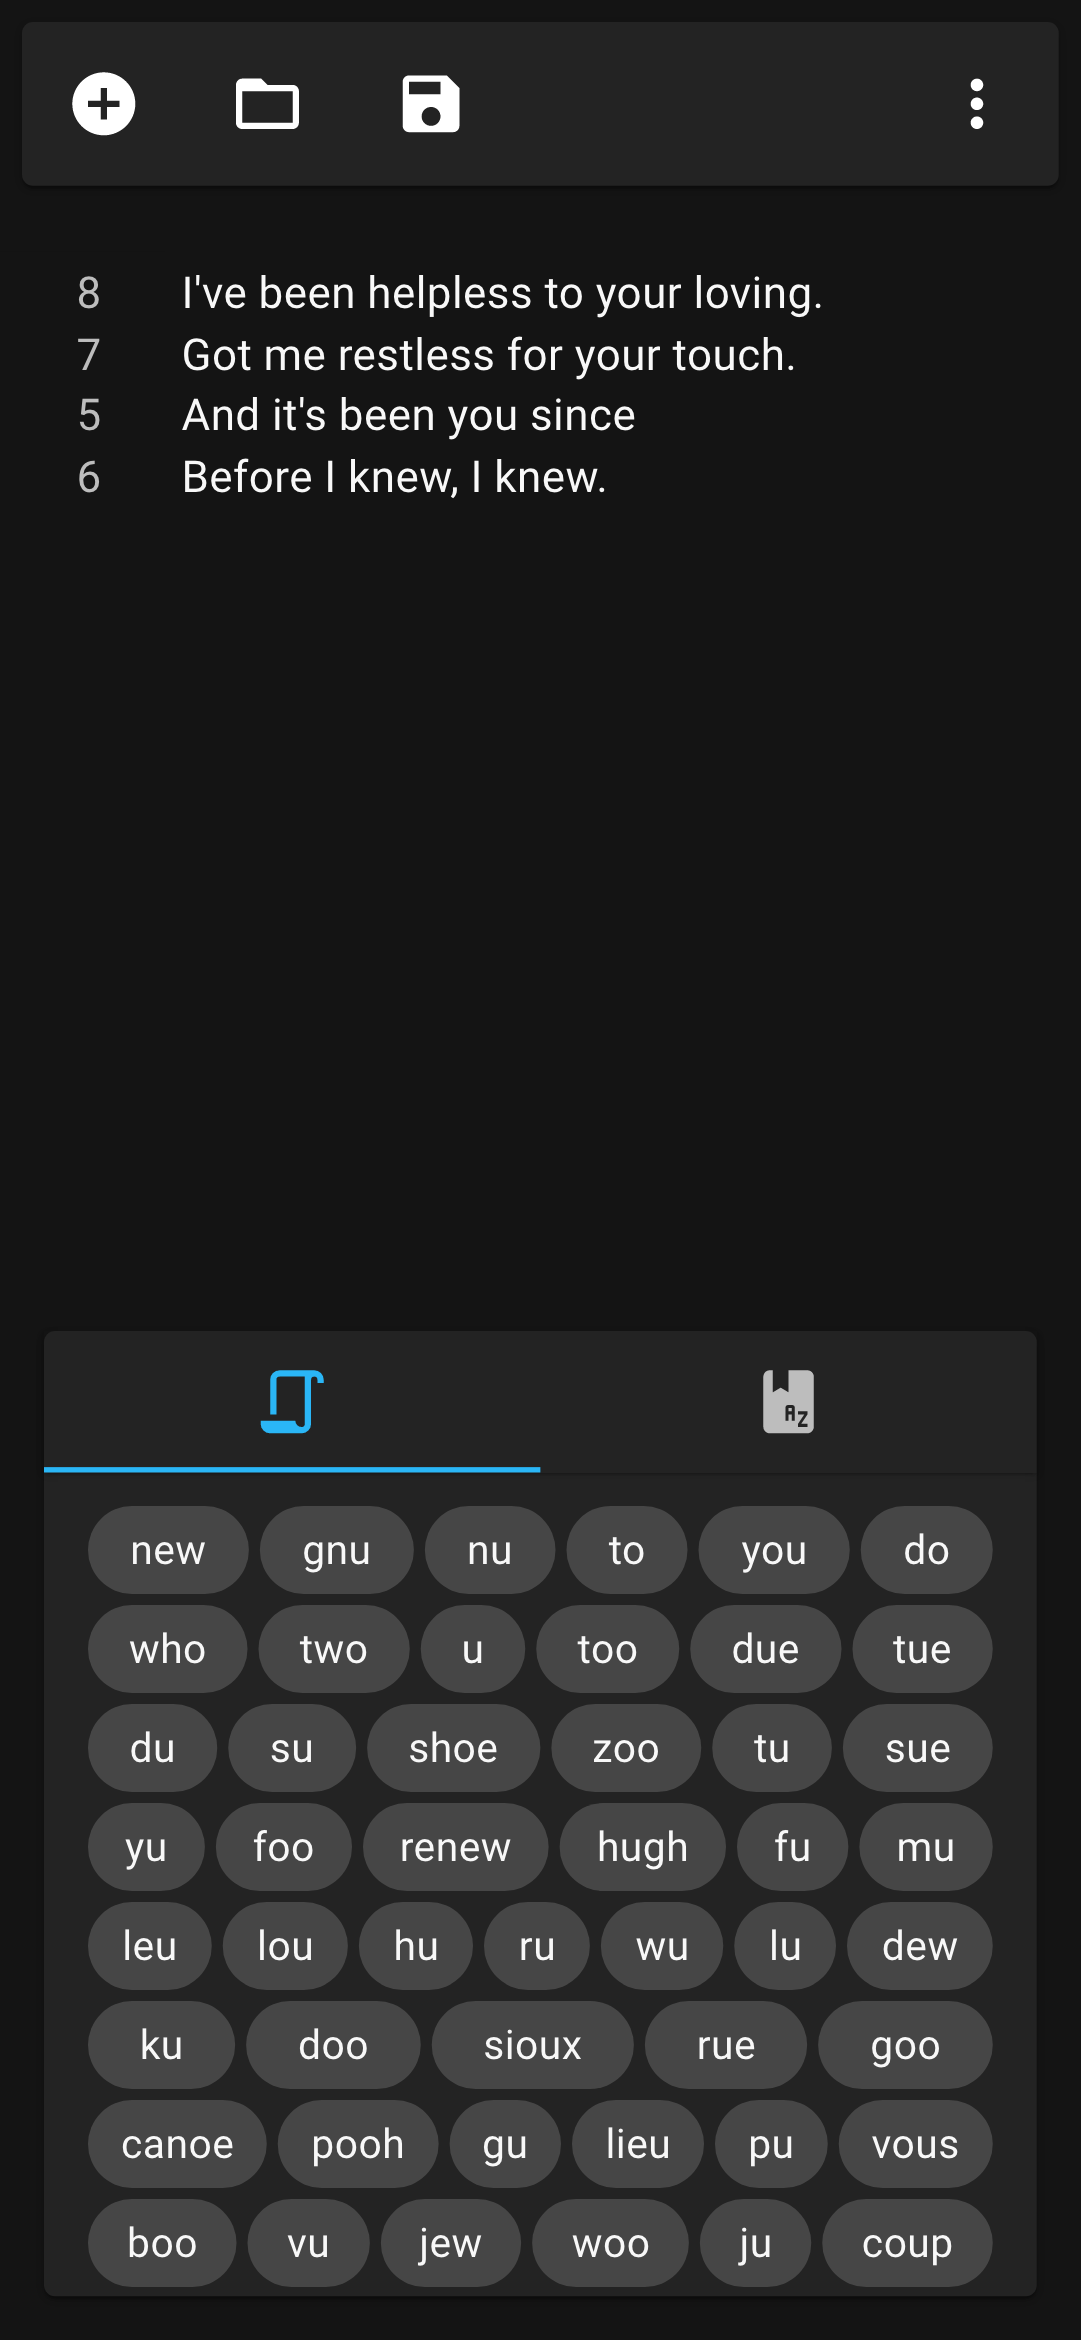 8 I've been helpless to your loving.
7 Got me restless for your touch.
5 And it's been you since
6 Before I knew, I knew.
AZ
new gnu nu to you do
who two u too due tue
du su shoe zoo tu sue
yu foo renew hugh fu mu
leu lou hu ru wu lu dew
ku doo sioux rue goo
canoe pooh gu lieu pu vous
boo vu jew woo ju coup